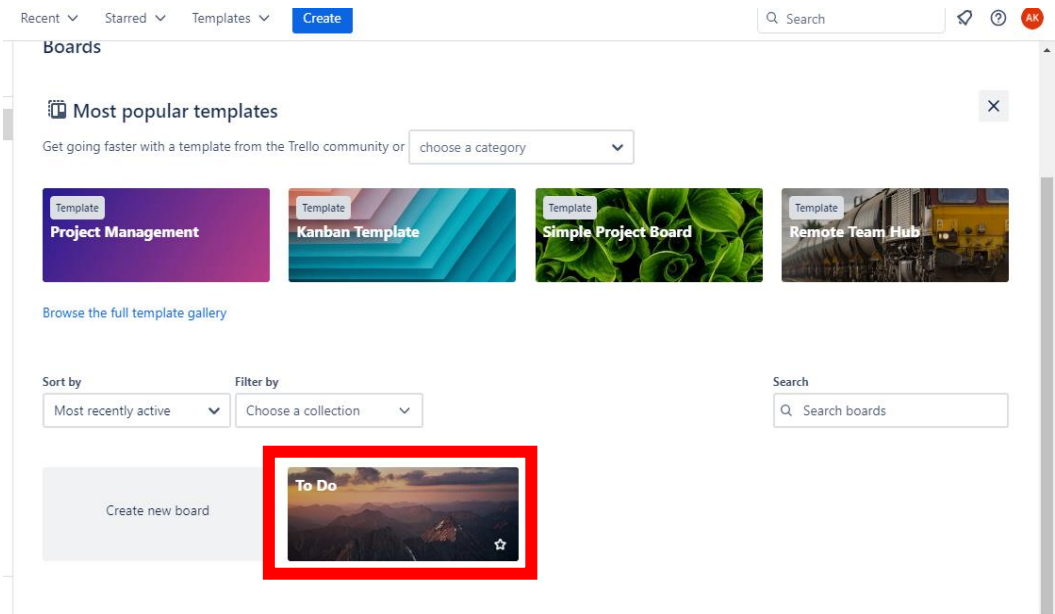 Recent Starred Templates Create Search AK
Boards
Most popular templates
Get going faster with a template from the Trello community or choose a category
Template Template Template Template
Project Management Kanban Template Simple Project Board Remote Team Hub
Browse the full template gallery
Sort by Filter by Search
Most recently active Choose a collection Search boards
To Do
Create new board